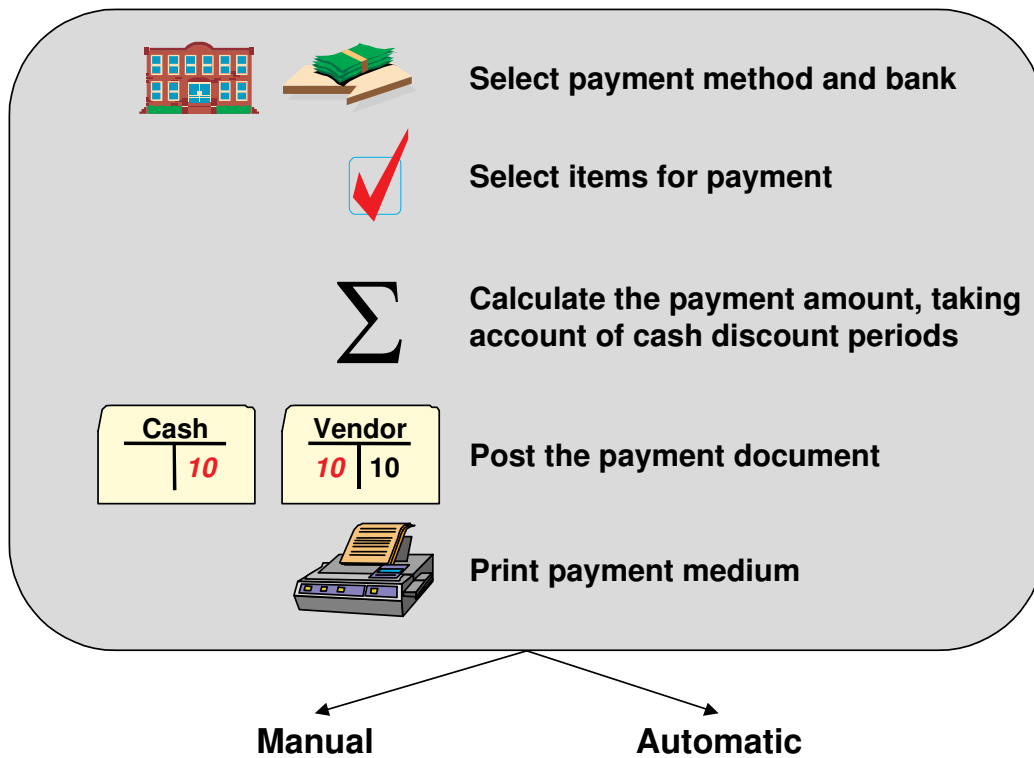 Select payment method and bank
Select items for payment
Σ
Calculate the payment amount, taking
account of cash discount periods
Cash
10
Vendor
10 10
Post the payment document
Print payment medium
Manual
Automatic